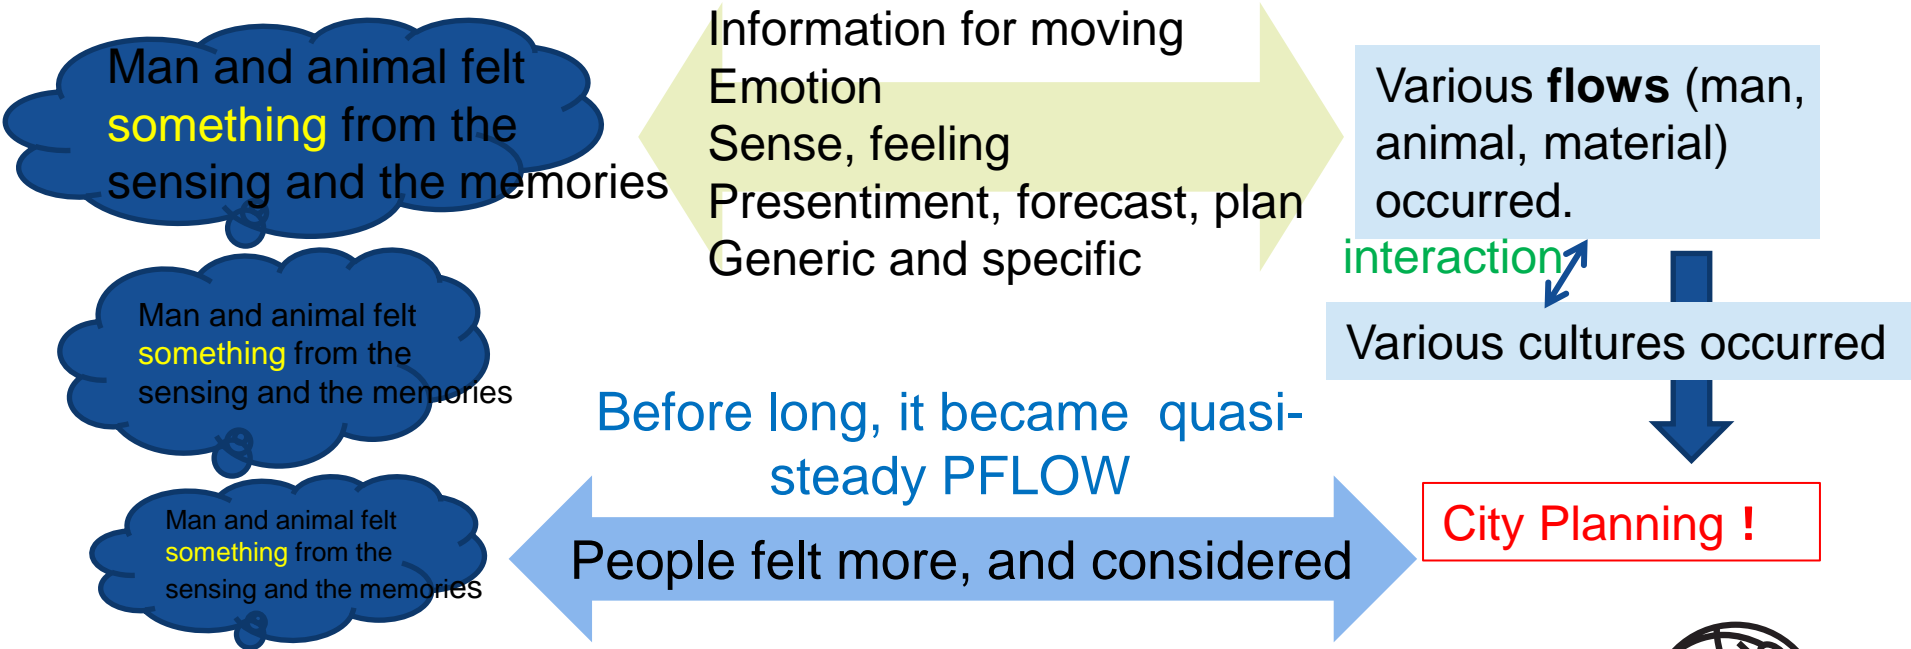 Man and animal felt
something from the
sensing and the memories
Information for moving
Emotion
Sense, feeling
Presentiment, forecast, plan
Generic and specific
Various flows (man,
animal, material)
occurred.
interaction
Various cultures occurred
Man and animal felt
something from the
sensing and the memories
Before long, it became quasi-
steady PFLOW
People felt more, and considered
City Planning !
Man and animal felt
something from the
sensing and the memories